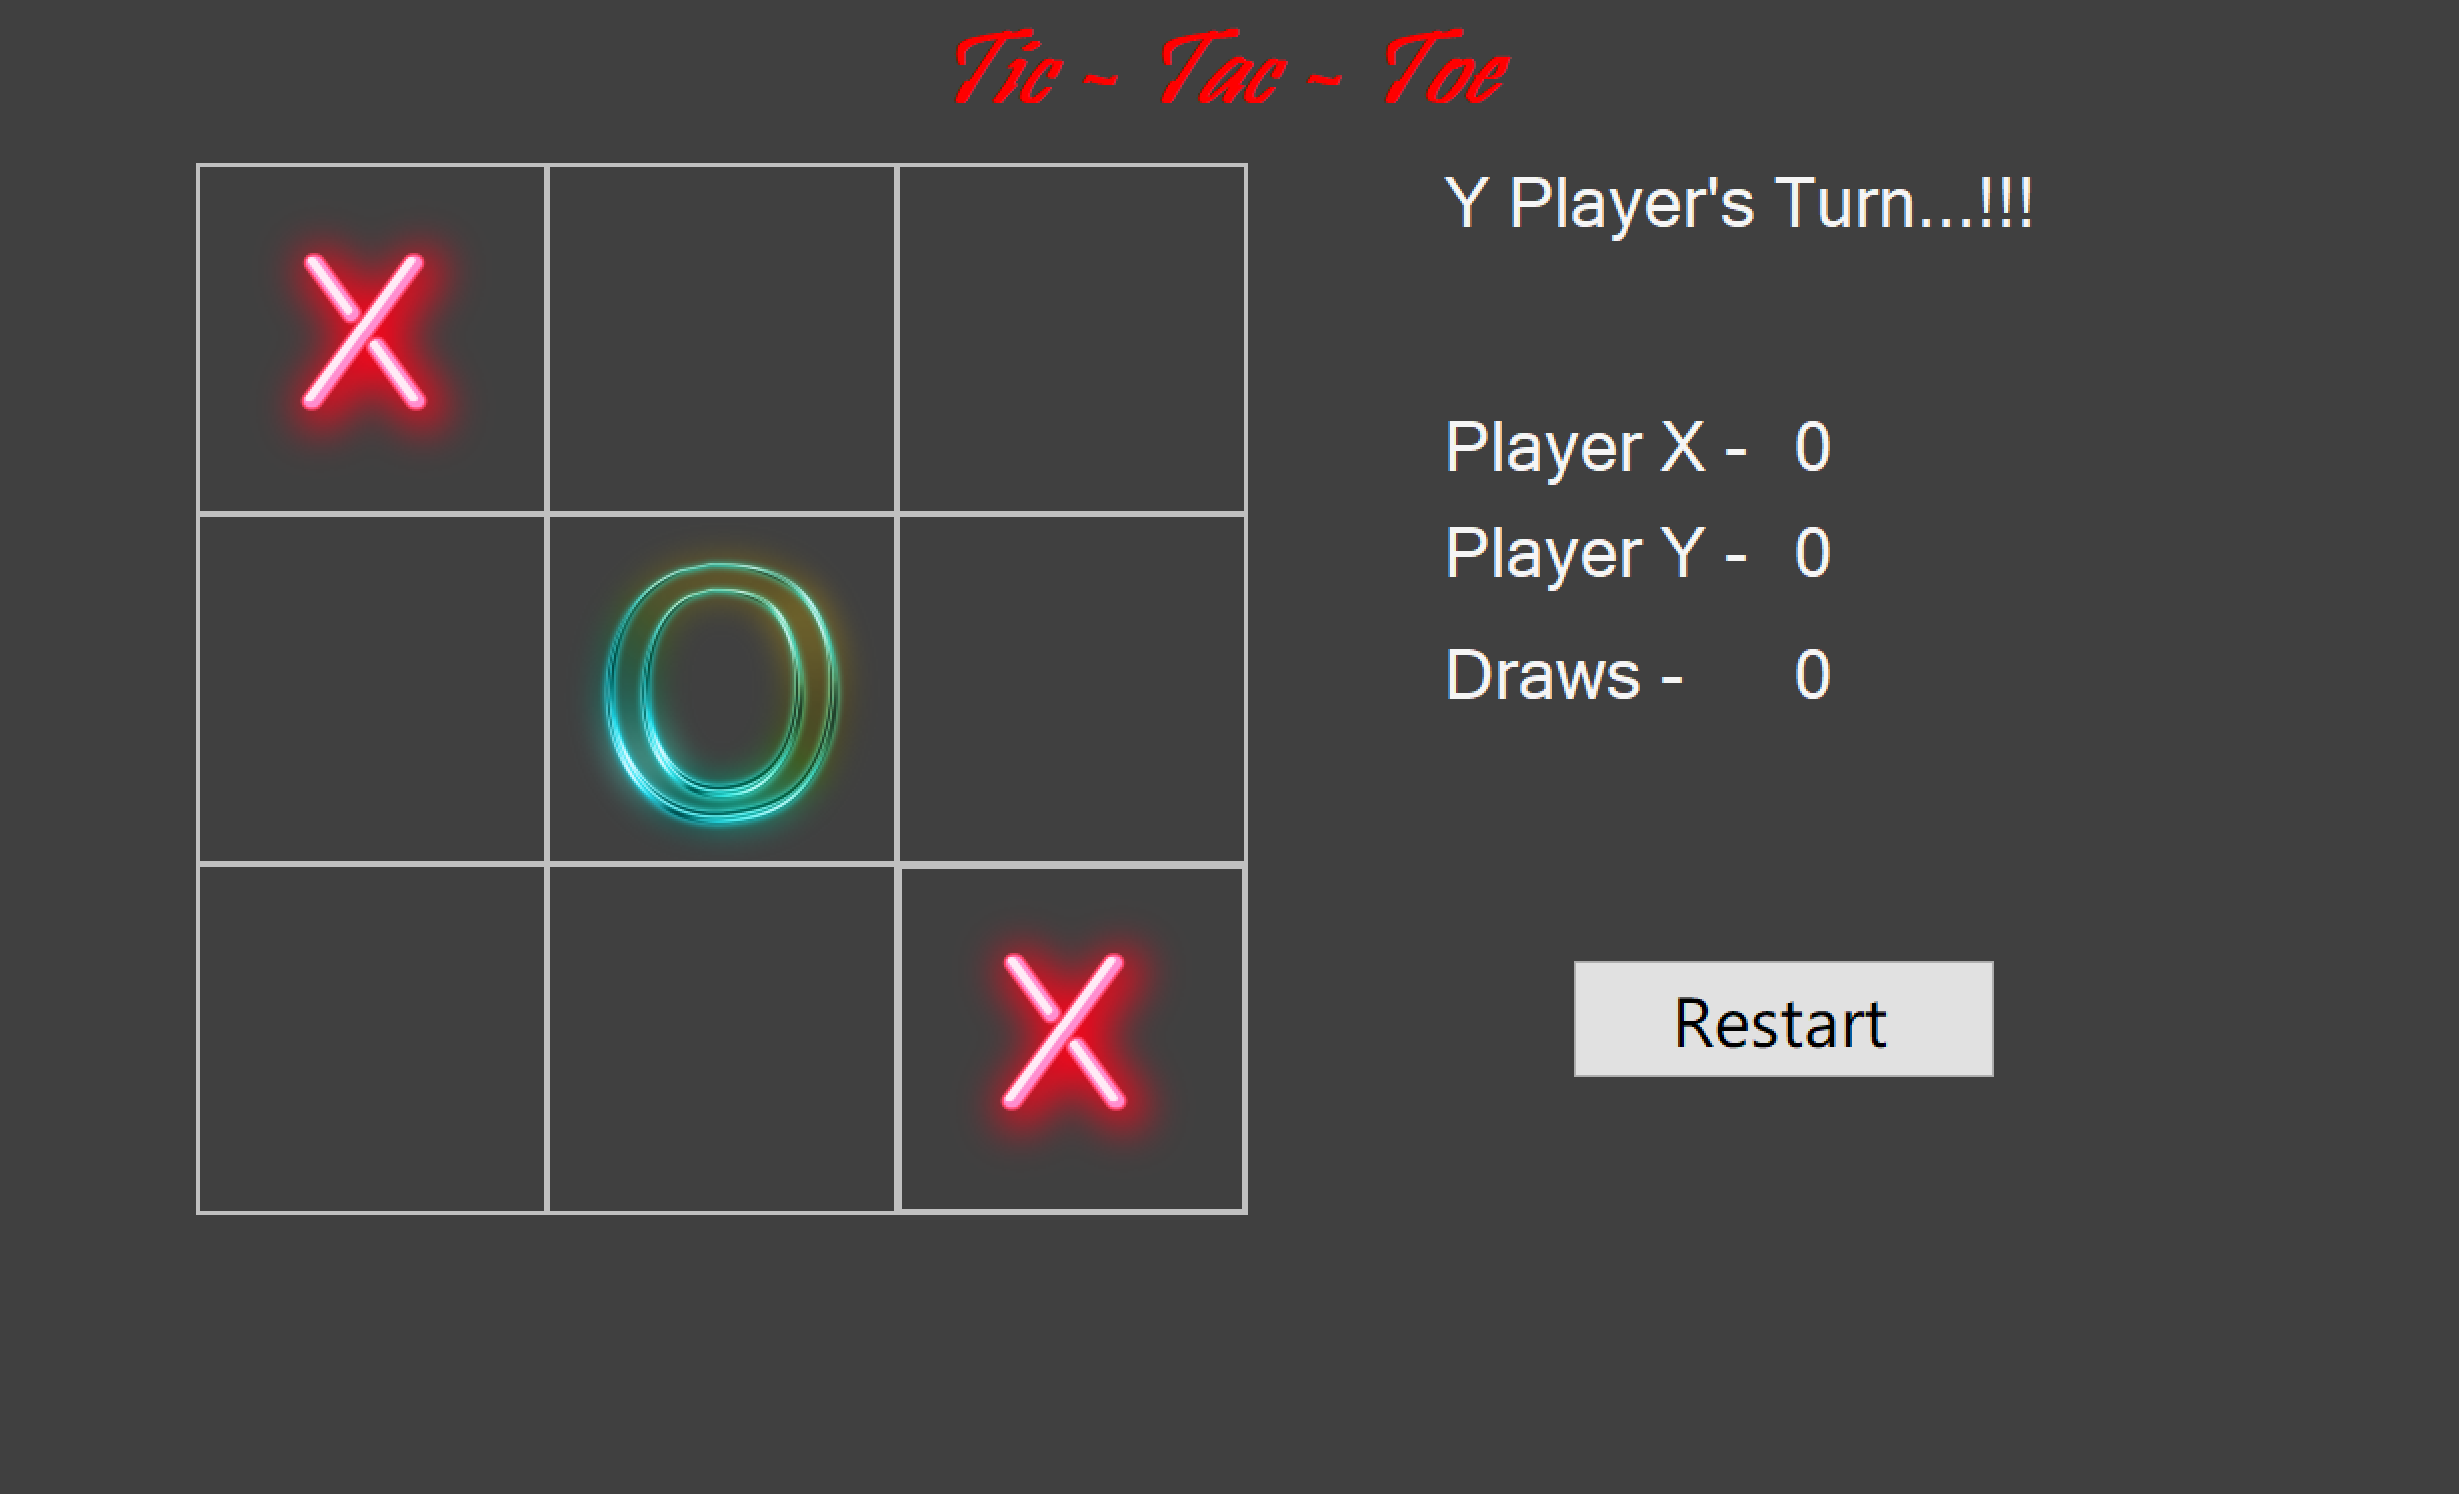 Tic ~ Tac ~ Toe
Y Player's Turn...!!!
X
Player X - 0
Player Y - 0
O
Draws - 0
X
Restart